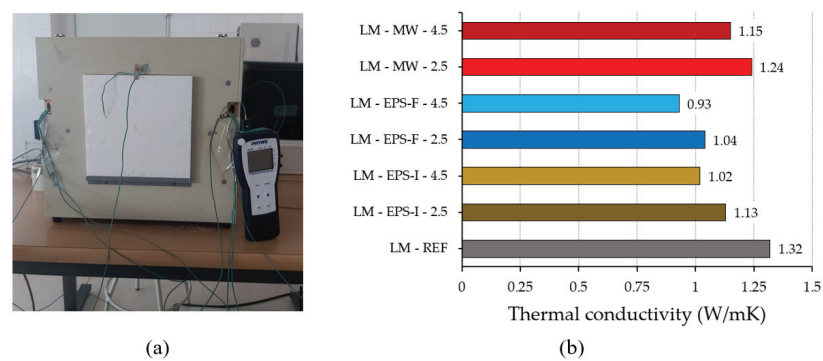 PHYWE
LM - MW - 4.5
1.15
LM - MW - 2.5
1.24
LM - EPS-F - 4.5
0.93
LM - EPS-F - 2.5
1.04
LM - EPS-I - 4.5
1.02
LM - EPS-I - 2.5
1.13
LM - REF
1.32
0 0.25 0.5 0.75 1 1.25 1.5
Thermal conductivity (W/mK)
(a)
(b)